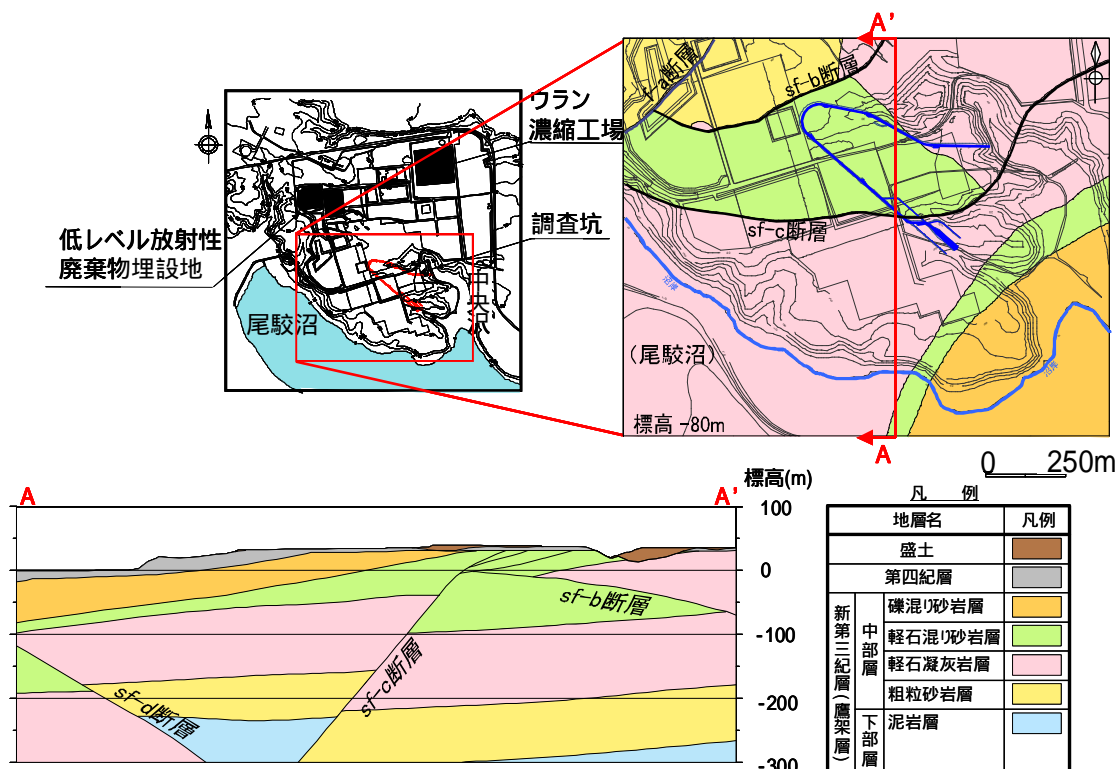 ウラン
濃縮工場
調査坑
低レベル放射性
廃棄物埋設地
尾駮沼
中央沢
A'
f-a断層
sf-b断層
sf-c断層
沼岸
(尾駮沼)
沼岸
標高 -80m
A
0 250m
A
A'
標高(m)
100
0
-100
-200
-300
sf-b断層
sf-c断層
sf-d断層
凡 例
地層名 凡例
盛土
第四紀層
新第三紀層(鷹架層)
中部層
礫混り砂岩層
軽石混り砂岩層
軽石凝灰岩層
粗粒砂岩層
下部層
泥岩層